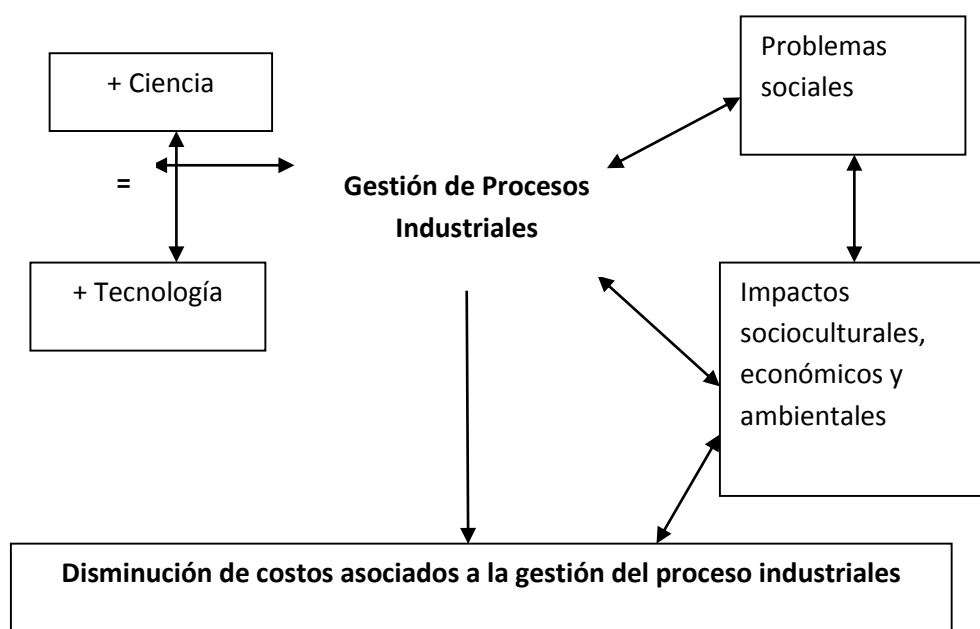 + Ciencia
=
+ Tecnología
Gestión de Procesos
Industriales
Problemas
sociales
Impactos
socioculturales,
económicos y
ambientales
Disminución de costos asociados a la gestión del proceso industriales